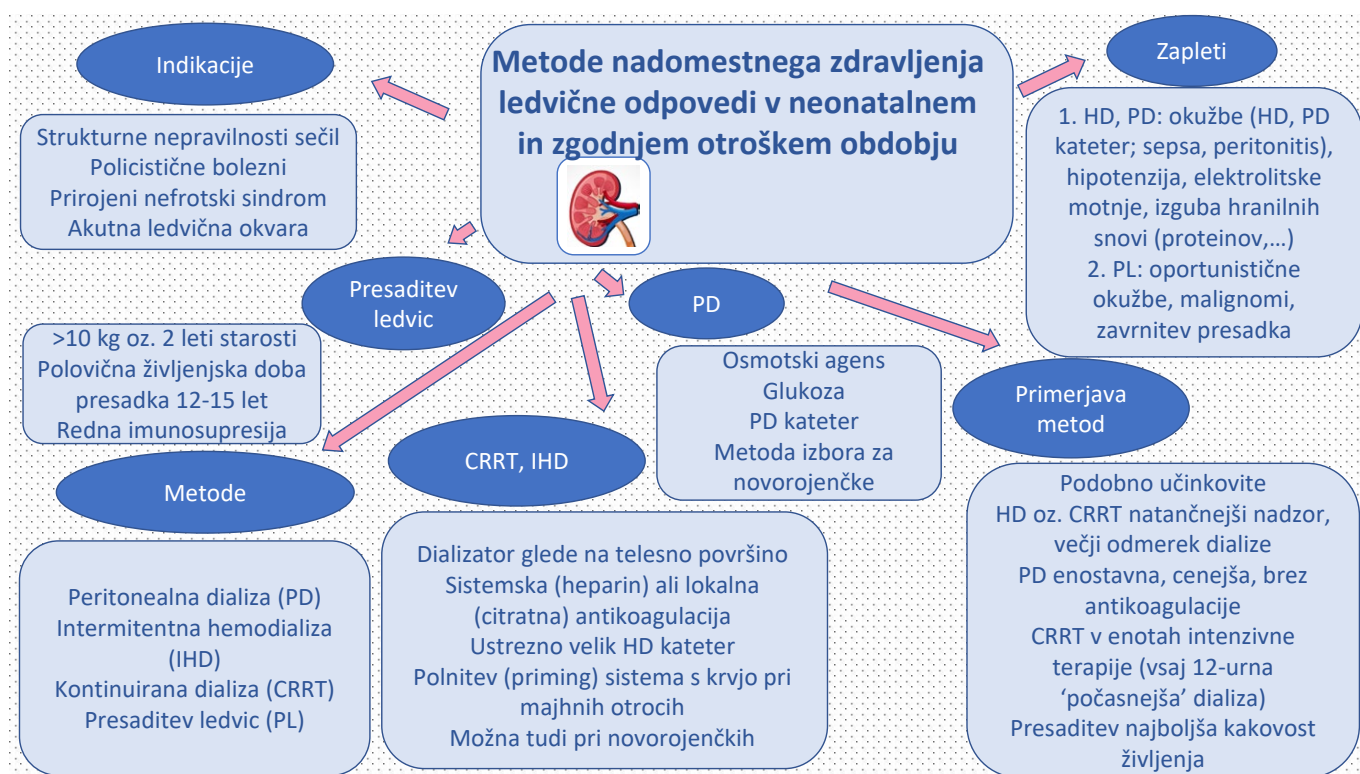 Metode nadomestnega zdravljenja
ledvične odpovedi v neonatalnem
in zgodnjem otroškem obdobju
Indikacije
Strukturne nepravilnosti sečil
Policistične bolezni
Prirojeni nefrotski sindrom
Akutna ledvična okvara
Zapleti
1. HD, PD: okužbe (HD, PD
kateter; sepsa, peritonitis),
hipotenzija, elektrolitske
motnje, izguba hranilnih
snovi (proteinov,…)
2. PL: oportunistične
okužbe, malignomi,
zavrnitev presadka
Presaditev
ledvic
>10 kg oz. 2 leti starosti
Polovična življenjska doba
presadka 12-15 let
Redna imunosupresija
PD
Osmotski agens
Glukoza
PD kateter
Metoda izbora za
novorojenčke
Metode
Peritonealna dializa (PD)
Intermitentna hemodializa
(IHD)
Kontinuirana dializa (CRRT)
Presaditev ledvic (PL)
CRRT, IHD
Dializator glede na telesno površino
Sistemska (heparin) ali lokalna
(citratna) antikoagulacija
Ustrezno velik HD kateter
Polnitev (priming) sistema s krvjo pri
majhnih otrocih
Možna tudi pri novorojenčkih
Primerjava
metod
Podobno učinkovite
HD oz. CRRT natančnejši nadzor,
večji odmerek dialize
PD enostavna, cenejša, brez
antikoagulacije
CRRT v enotah intenzivne
terapije (vsaj 12-urna
‘počasnejša’ dializa)
Presaditev najboljša kakovost
življenja